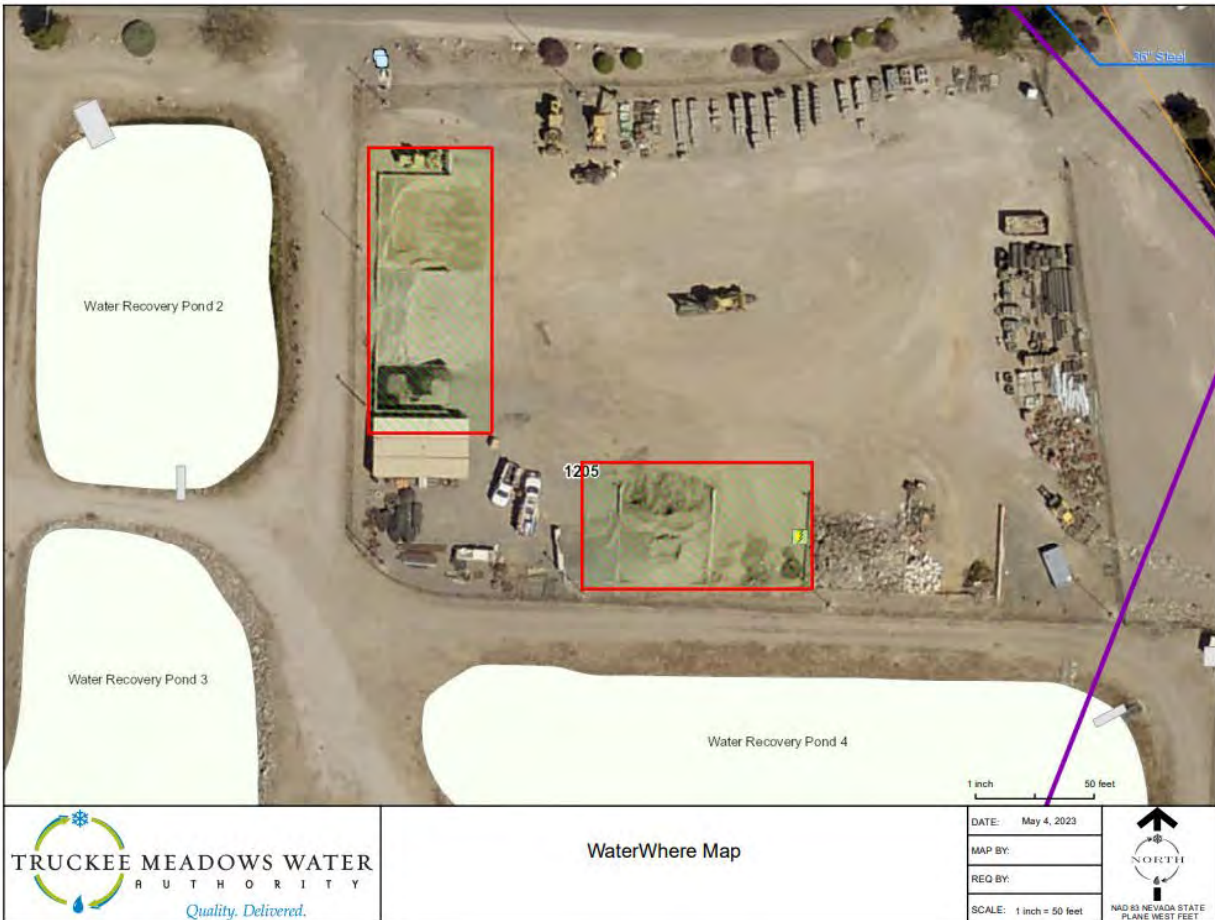 36" Steel
Water Recovery Pond 2
1205
Water Recovery Pond 3
Water Recovery Pond 4
1 inch 50 feet
TRUCKEE MEADOWS WATER
AUTHORITY
Quality. Delivered.
WaterWhere Map
DATE: May 4, 2023
MAP BY:
REQ BY:
SCALE: 1 inch = 50 feet
NORTH
NAD 83 NEVADA STATE
PLANE WEST FEET